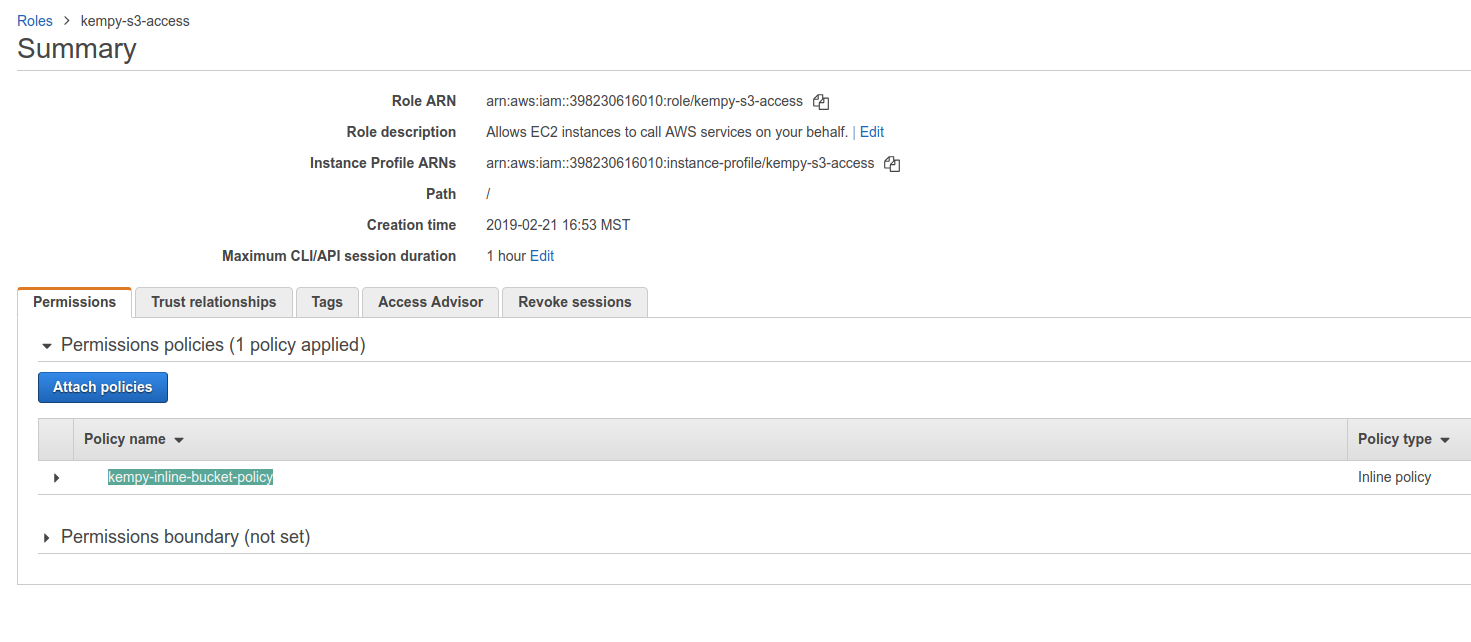 Roles > kempy-s3-access
Summary
Role ARN arn:aws:iam::398230616010:role/kempy-s3-access
Role description Allows EC2 instances to call AWS services on your behalf. | Edit
Instance Profile ARNs arn:aws:iam::398230616010:instance-profile/kempy-s3-access
Path /
Creation time 2019-02-21 16:53 MST
Maximum CLI/API session duration 1 hour Edit
Permissions Trust relationships Tags Access Advisor Revoke sessions
Permissions policies (1 policy applied)
Attach policies
Policy name Policy type
kempy-inline-bucket-policy Inline policy
Permissions boundary (not set)